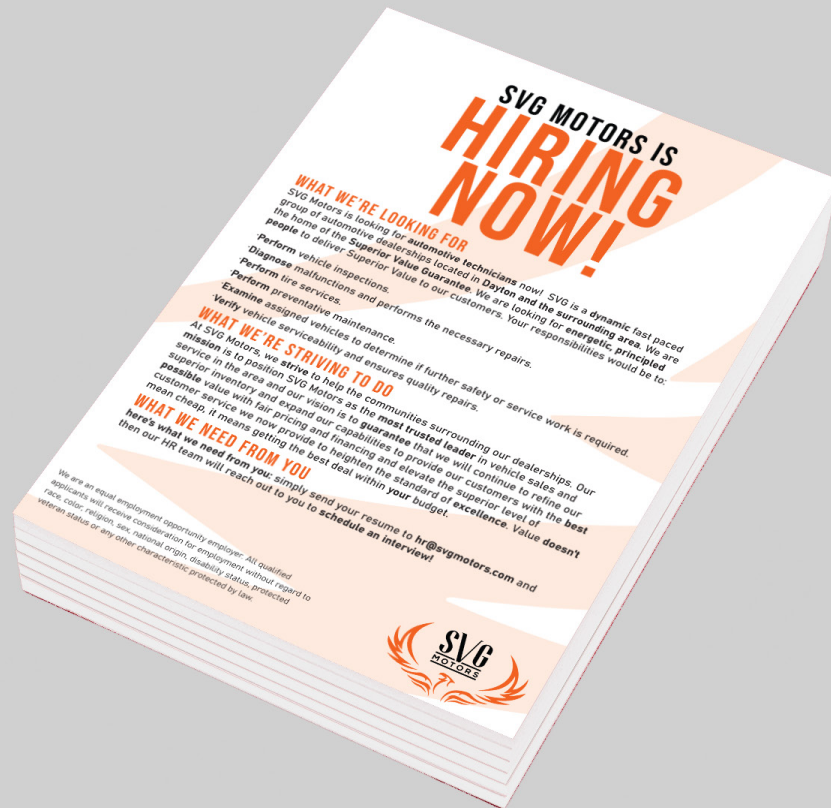 SVG MOTORS IS
HIRING
NOW!
WHAT WE'RE LOOKING FOR
SVG Motors is looking for automotive technicians now! SVG is a dynamic fast paced
group of automotive dealerships located in Dayton and the surrounding area. We are
the home of the Superior Value Guarantee. We are looking for energetic, principled
people to deliver Superior Value to our customers. Your responsibilities would be to:
*Perform vehicle inspections.
*Diagnose malfunctions and performs the necessary repairs.
*Perform tire services.
*Perform preventative maintenance.
*Examine assigned vehicles to determine if further safety or service work is required.
*Verify vehicle serviceability and ensures quality repairs.
WHAT WE'RE STRIVING TO DO
At SVG Motors, we strive to help the communities surrounding our dealerships. Our
mission is to position SVG Motors as the most trusted leader in vehicle sales and
service in the area and our vision is to guarantee that we will continue to refine our
superior inventory and expand our capabilities to provide our customers with the best
possible value with fair pricing and financing and elevate the superior level of
customer service we now provide to heighten the standard of excellence. Value doesn't
mean cheap, it means getting the best deal within your budget.
WHAT WE NEED FROM YOU
here's what we need from you: simply send your resume to hr@svgmotors.com and
then our HR team will reach out to you to schedule an interview!
We are an equal employment opportunity employer. All qualified
applicants will receive consideration for employment without regard to
race, color, religion, sex, national origin, disability status, protected
veteran status or any other characteristic protected by law.
SVG
MOTORS